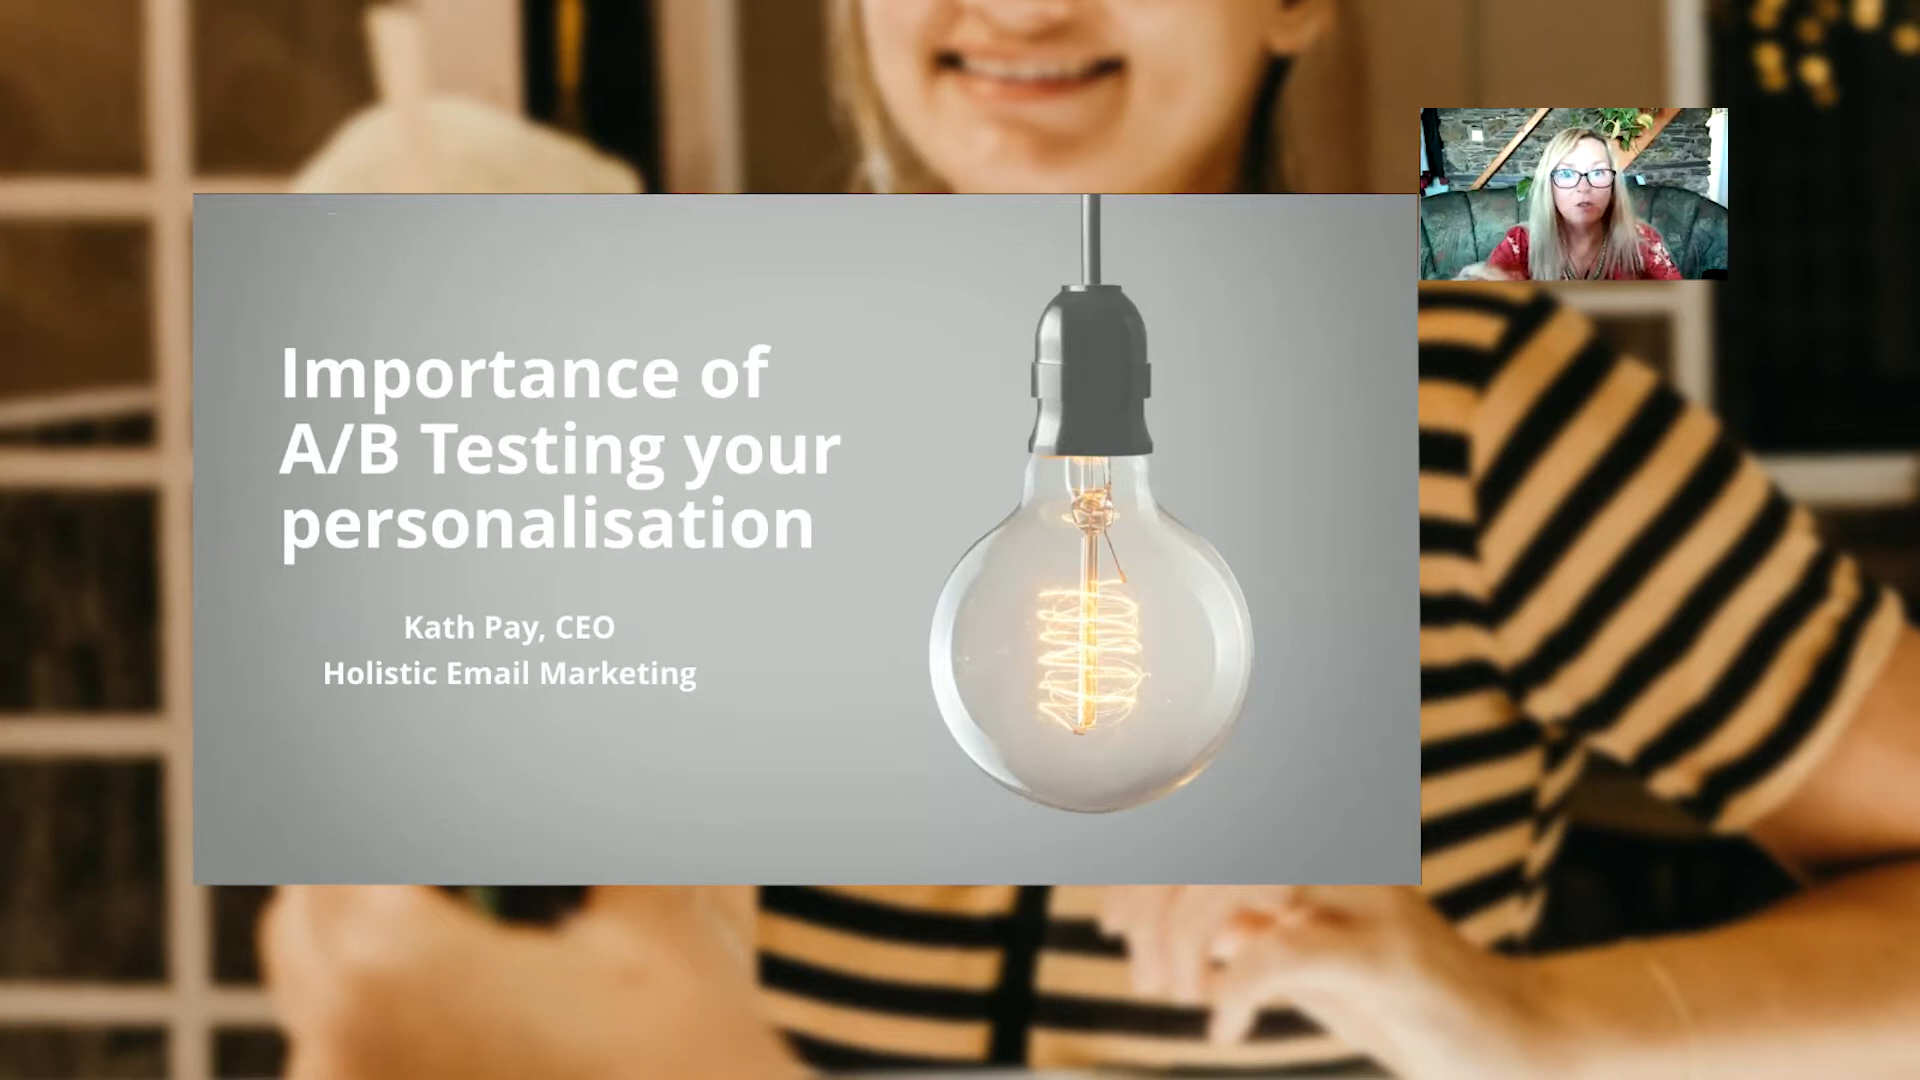 Importance of
A/B Testing your
personalisation
Kath Pay, CEO
Holistic Email Marketing